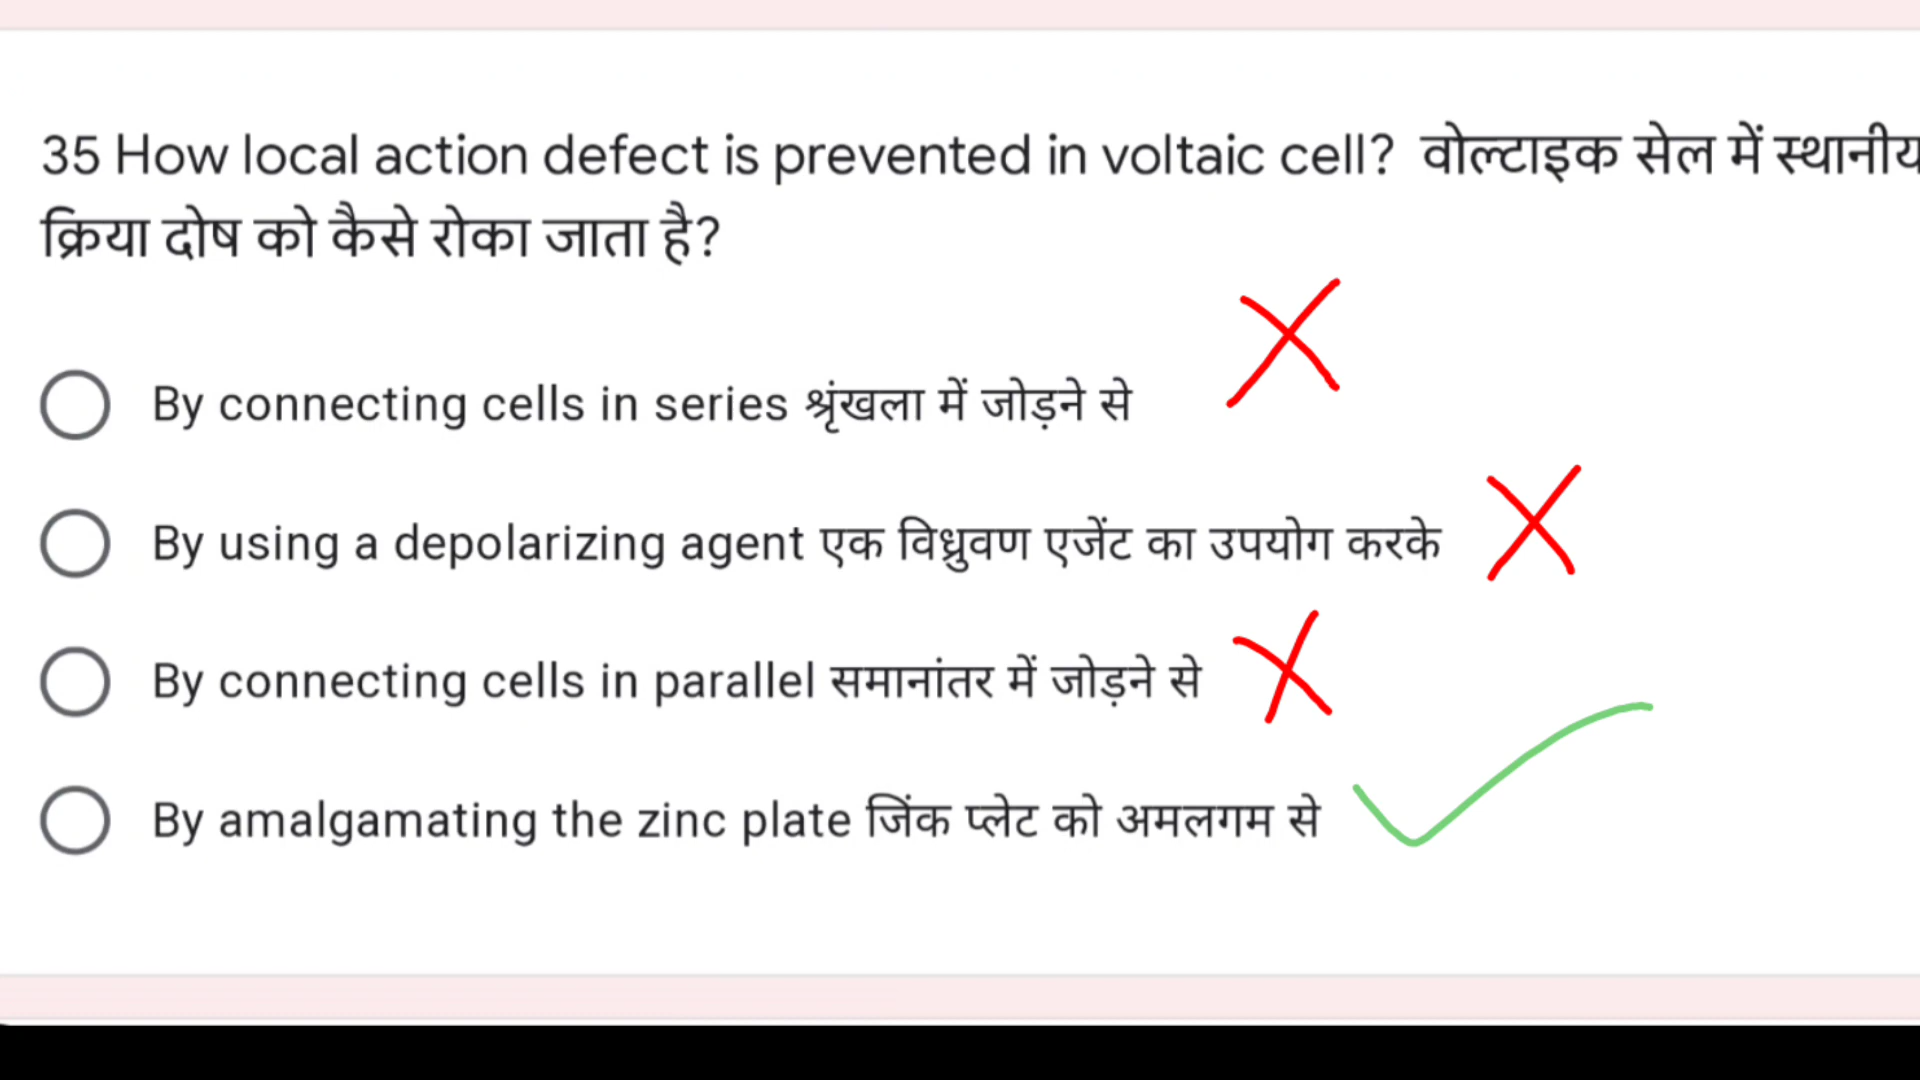 35 How local action defect is prevented in voltaic cell? वोल्टाइक सेल में स्थानीय
क्रिया दोष को कैसे रोका जाता है?
By connecting cells in series श्रृंखला में जोड़ने से
By using a depolarizing agent एक विध्रुवण एजेंट का उपयोग करके
By connecting cells in parallel समानांतर में जोड़ने से
By amalgamating the zinc plate जिंक प्लेट को अमलगम से